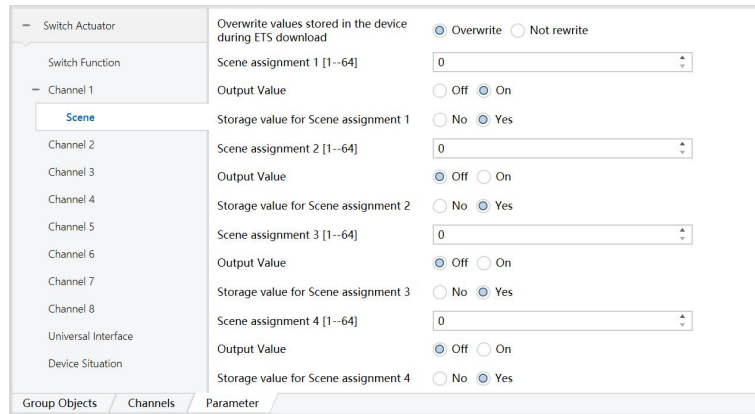 Switch Actuator
Switch Function
Channel 1
Scene
Channel 2
Channel 3
Channel 4
Channel 5
Channel 6
Channel 7
Channel 8
Universal Interface
Device Situation
Overwrite values stored in the device
during ETS download
Overwrite Not rewrite
Scene assignment 1 [1--64] 0
Output Value Off On
Storage value for Scene assignment 1 No Yes
Scene assignment 2 [1--64] 0
Output Value Off On
Storage value for Scene assignment 2 No Yes
Scene assignment 3 [1--64] 0
Output Value Off On
Storage value for Scene assignment 3 No Yes
Scene assignment 4 [1--64] 0
Output Value Off On
Storage value for Scene assignment 4 No Yes
Group Objects Channels Parameter